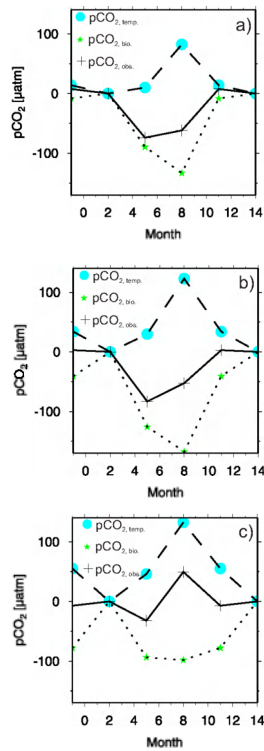 a)
pCO2, temp.
pCO2, bio.
pCO2, obs.
100
0
-100
pCO2 [µatm]
0 2 4 6 8 10 12 14
Month
b)
pCO2, temp.
pCO2, bio.
pCO2, obs.
100
0
-100
pCO2 [µatm]
0 2 4 6 8 10 12 14
Month
c)
pCO2, temp.
pCO2, bio.
pCO2, obs.
100
0
-100
pCO2 [µatm]
0 2 4 6 8 10 12 14
Month